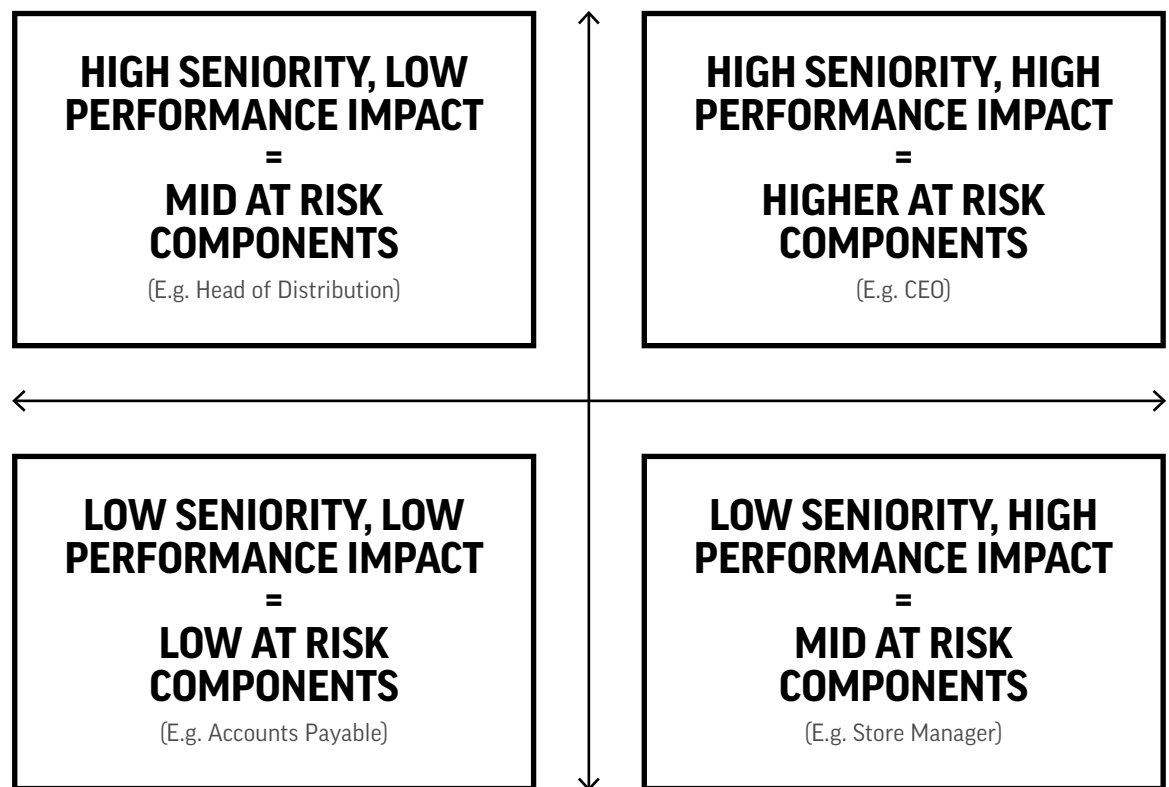 HIGH SENIORITY, LOW
PERFORMANCE IMPACT
=
MID AT RISK
COMPONENTS
(E.g. Head of Distribution)
HIGH SENIORITY, HIGH
PERFORMANCE IMPACT
=
HIGHER AT RISK
COMPONENTS
(E.g. CEO)
LOW SENIORITY, LOW
PERFORMANCE IMPACT
=
LOW AT RISK
COMPONENTS
(E.g. Accounts Payable)
LOW SENIORITY, HIGH
PERFORMANCE IMPACT
=
MID AT RISK
COMPONENTS
(E.g. Store Manager)